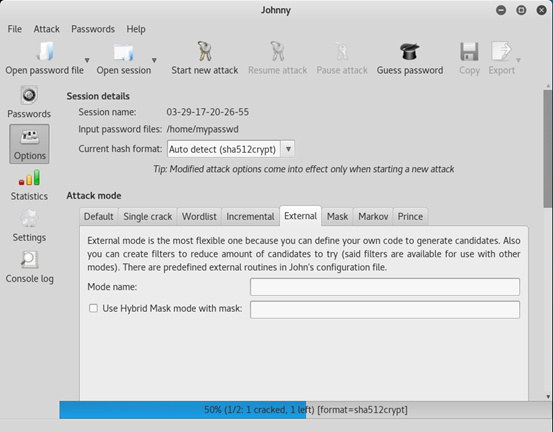 Johnny
File Attack Passwords Help
Open password file Open session Start new attack Resume attack Pause attack Guess password Copy Export
Passwords
Options
Statistics
Settings
Console log
Session details
Session name: 03-29-17-20-26-55
Input password files: /home/mypasswd
Current hash format: Auto detect (sha512crypt)
Tip: Modified attack options come into effect only when starting a new attack
Attack mode
Default Single crack Wordlist Incremental External Mask Markov Prince
External mode is the most flexible one because you can define your own code to generate candidates. Also
you can create filters to reduce amount of candidates to try (said filters are available for use with other
modes). There are predefined external routines in John's configuration file.
Mode name:
Use Hybrid Mask mode with mask:
50% (1/2: 1 cracked, 1 left) [format=sha512crypt]